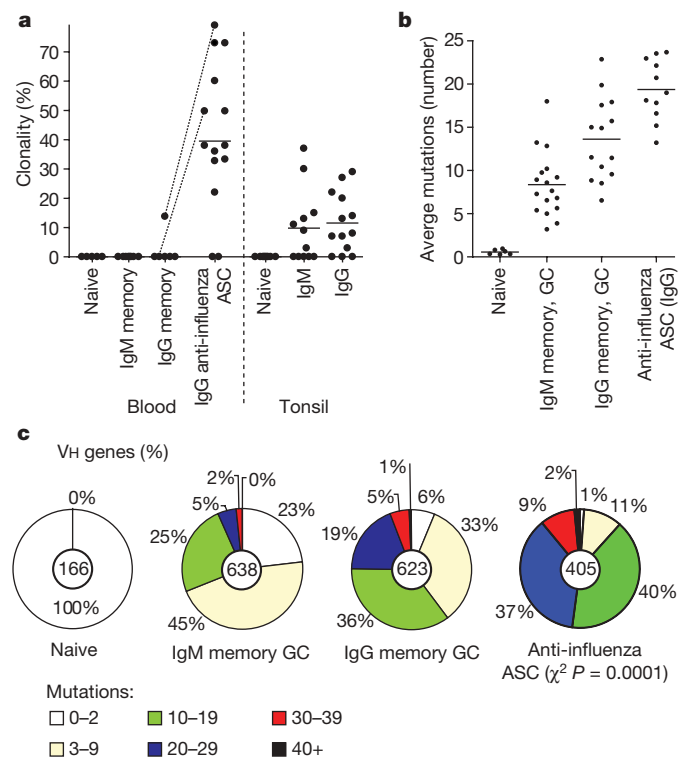 a
Clonality (%)
70
60
50
40
30
20
10
0
Naive
IgM memory
IgG memory
IgG anti-influenza
ASC
Naive
IgM
IgG
Blood
Tonsil
b
Averge mutations (number)
25
20
15
10
5
0
Naive
IgM memory, GC
IgG memory, GC
Anti-influenza
ASC (IgG)
c
VH genes (%)
0%
166
100%
Naive
2%
0%
5%
23%
25%
638
45%
IgM memory GC
1%
5%
6%
19%
33%
623
36%
IgG memory GC
2%
9%
1%
11%
405
37%
40%
Anti-influenza
ASC (χ² P = 0.0001)
Mutations:
0–2
10–19
30–39
3–9
20–29
40+